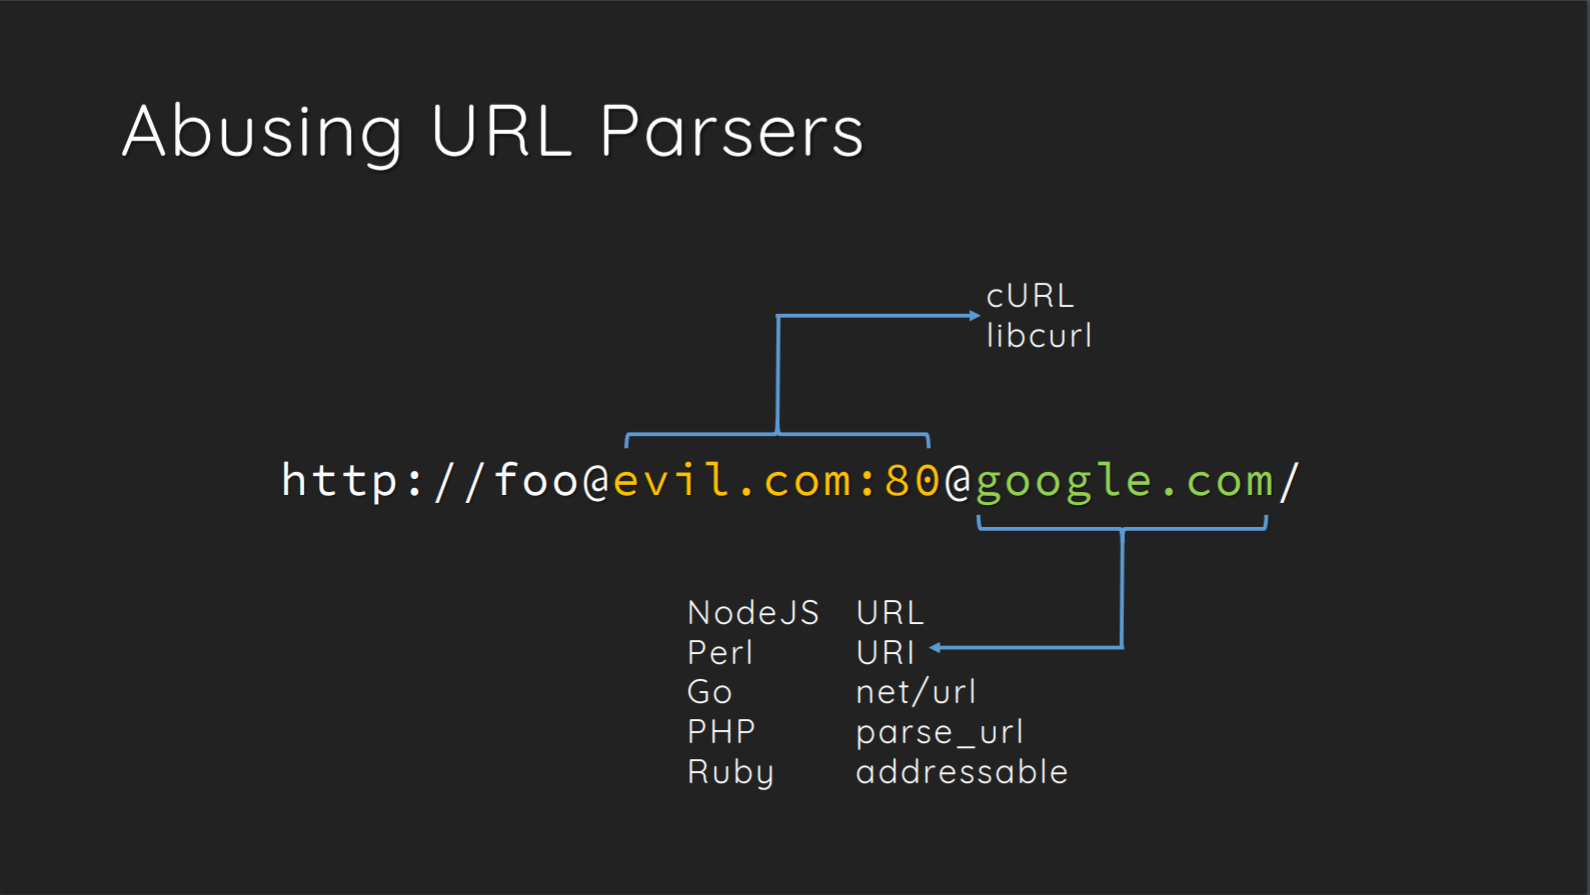 Abusing URL Parsers
cURL
libcurl
http://foo@evil.com:80@google.com/
NodeJS URL
Perl URI
Go net/url
PHP parse_url
Ruby addressable